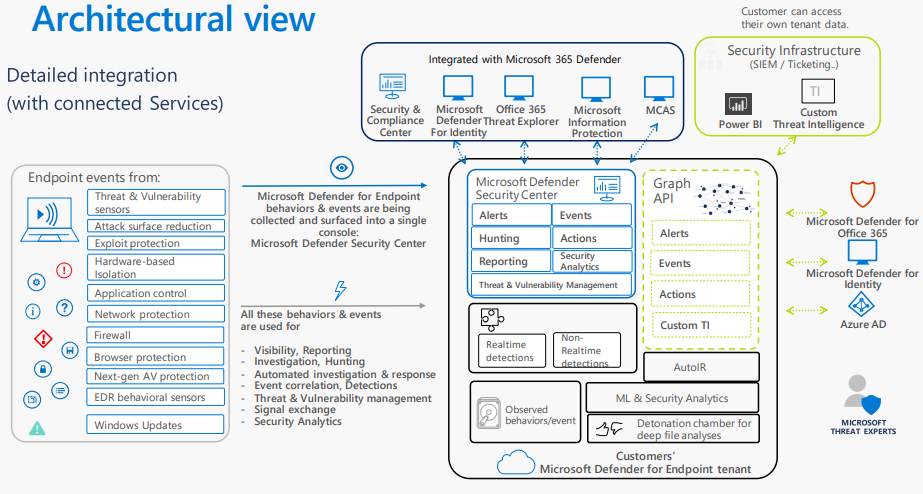 Architectural view
Detailed integration
(with connected Services)
Customer can access
their own tenant data.
Integrated with Microsoft 365 Defender
Security &
Compliance
Center
Microsoft
Defender
For Identity
Office 365
Threat Explorer
Microsoft
Information
Protection
MCAS
Security Infrastructure
(SIEM / Ticketing..)
Power BI
TI
Custom
Threat Intelligence
Endpoint events from:
Threat & Vulnerability
sensors
Attack surface reduction
Exploit protection
Hardware-based
Isolation
Application control
Network protection
Firewall
Browser protection
Next-gen AV protection
EDR behavioral sensors
Windows Updates
Microsoft Defender for Endpoint
behaviors & events are being
collected and surfaced into a single
console:
Microsoft Defender Security Center
All these behaviors & events
are used for
- Visibility, Reporting
- Investigation, Hunting
- Automated investigation & response
- Event correlation, Detections
- Threat & Vulnerability management
- Signal exchange
- Security Analytics
Microsoft Defender
Security Center
Alerts
Events
Hunting
Actions
Reporting
Security
Analytics
Threat & Vulnerability Management
Graph
API
Alerts
Events
Actions
Custom TI
Realtime
detections
Non-
Realtime
detections
AutoIR
Observed
behaviors/event
ML & Security Analytics
Detonation chamber for
deep file analyses
Customers'
Microsoft Defender for Endpoint tenant
Microsoft Defender for
Office 365
Microsoft Defender for
Identity
Azure AD
MICROSOFT
THREAT EXPERTS